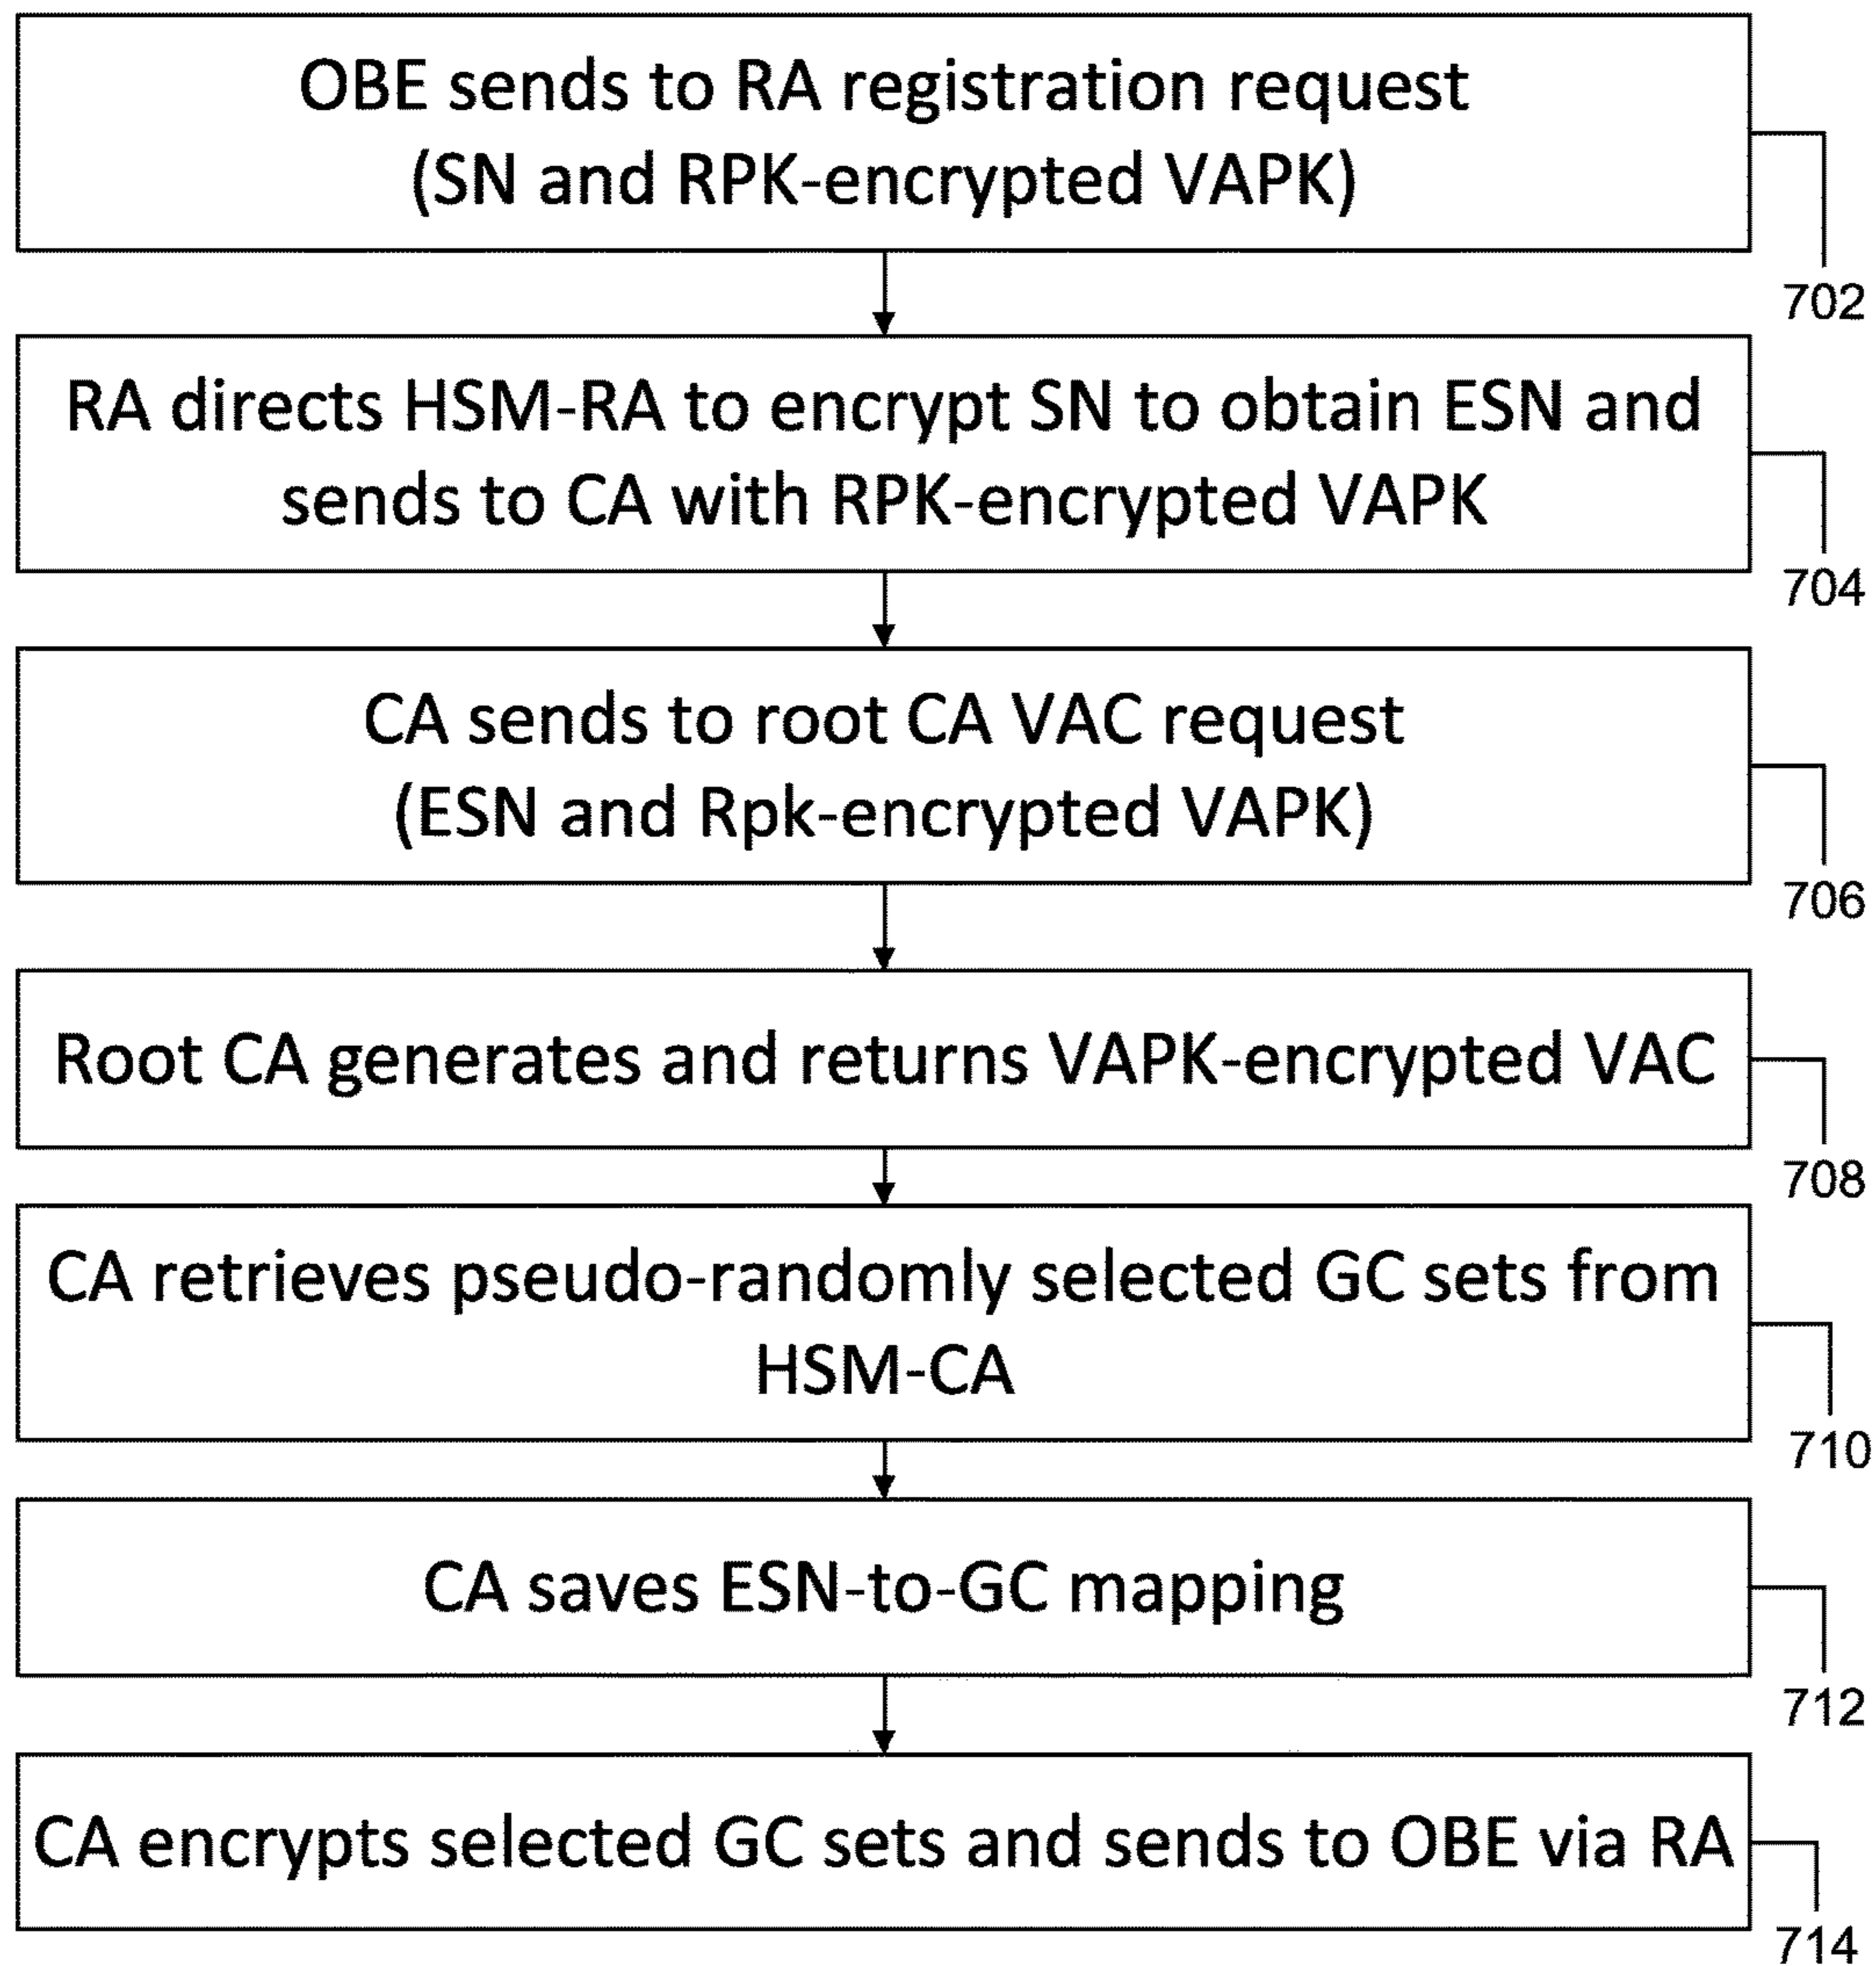 OBE sends to RA registration request
(SN and RPK-encrypted VAPK)
702
RA directs HSM-RA to encrypt SN to obtain ESN and
sends to CA with RPK-encrypted VAPK
704
CA sends to root CA VAC request
(ESN and Rpk-encrypted VAPK)
706
Root CA generates and returns VAPK-encrypted VAC
708
CA retrieves pseudo-randomly selected GC sets from
HSM-CA
710
CA saves ESN-to-GC mapping
712
CA encrypts selected GC sets and sends to OBE via RA
714